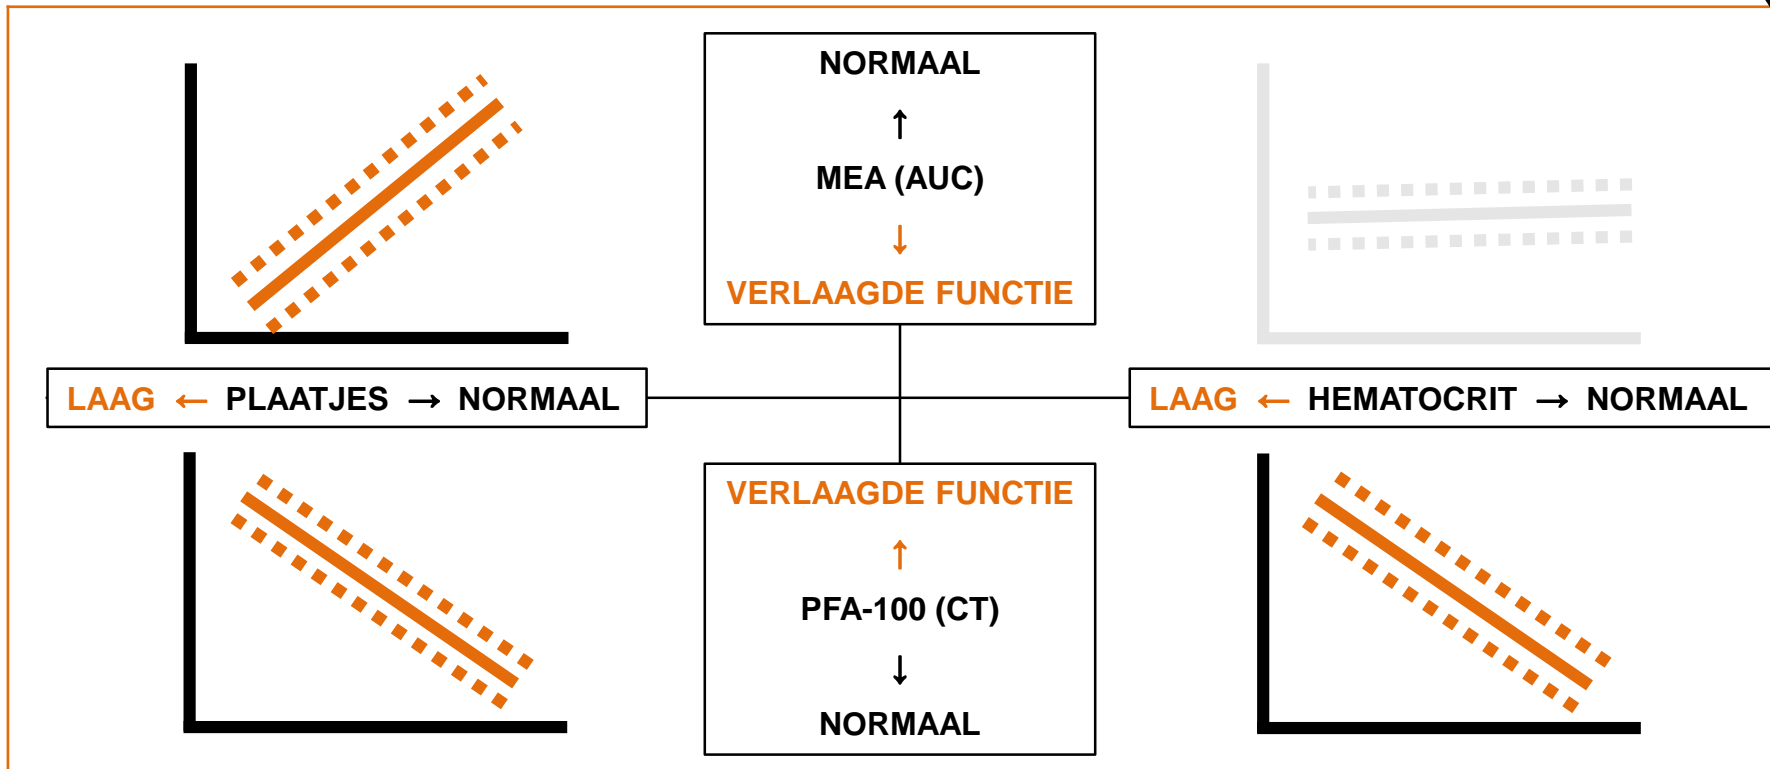 NORMAAL
↑
MEA (AUC)
↓
VERLAAGDE FUNCTIE
LAAG ← PLAATJES → NORMAAL
LAAG ← HEMATOCRIT → NORMAAL
VERLAAGDE FUNCTIE
↑
PFA-100 (CT)
↓
NORMAAL